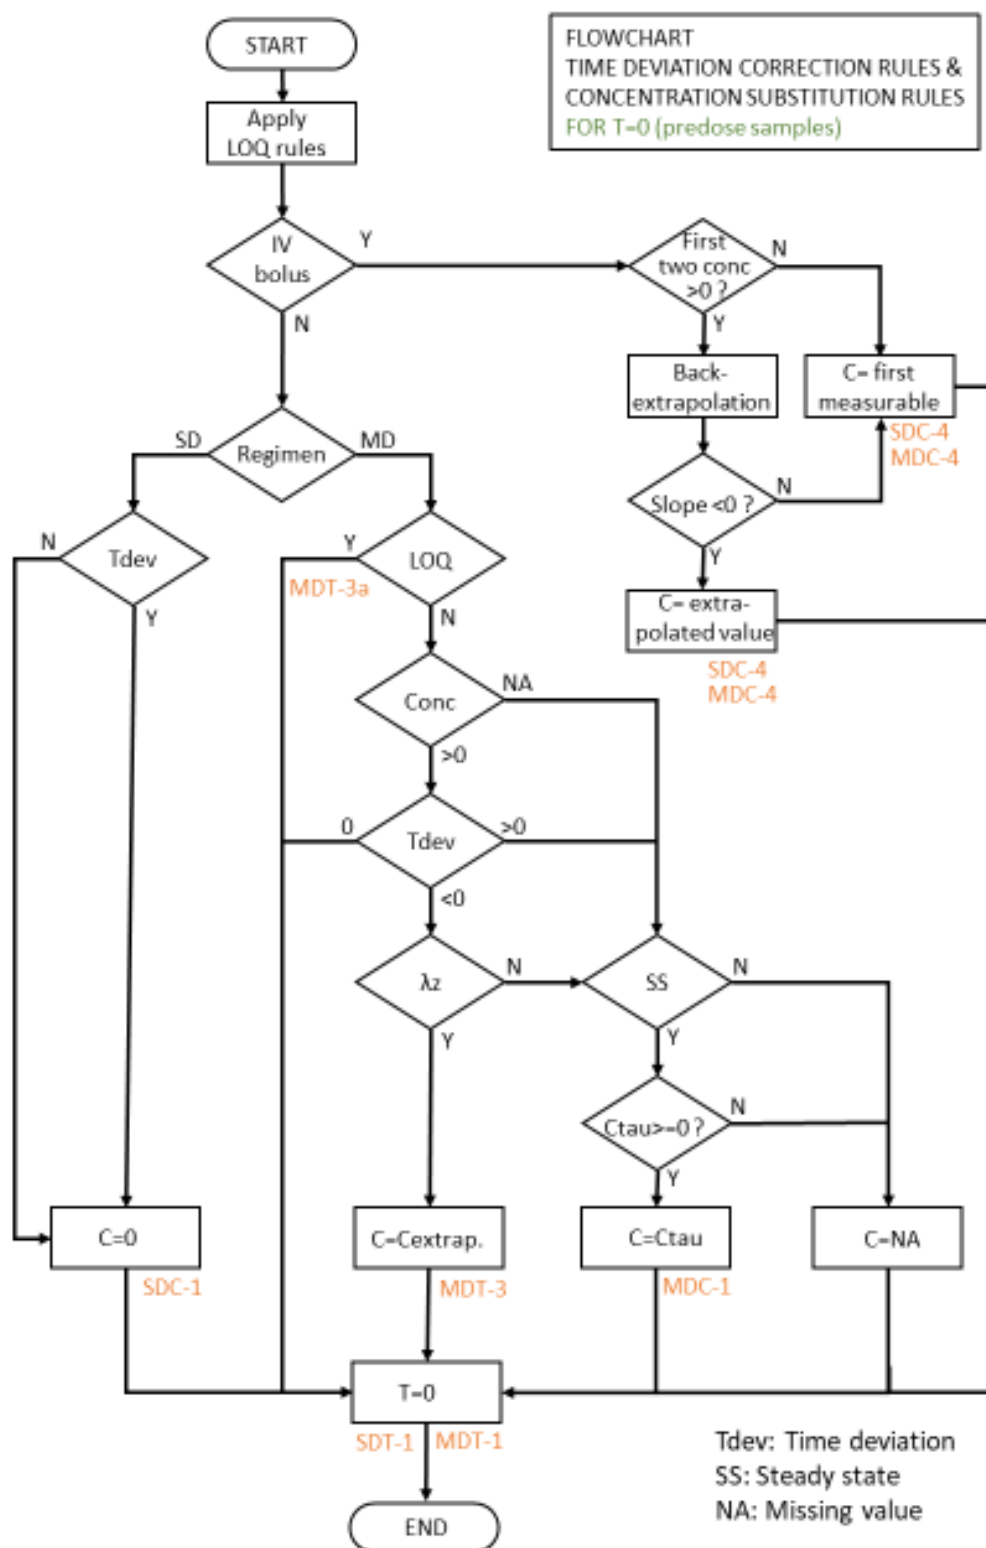 START
FLOWCHART
TIME DEVIATION CORRECTION RULES &
CONCENTRATION SUBSTITUTION RULES
FOR T=0 (predose samples)
Apply
LOQ rules
IV
bolus
Y
N
First
two conc
>0 ?
N
Y
Back-
extrapolation
C= first
measurable
SDC-4
MDC-4
Slope <0 ?
N
Y
C= extra-
polated value
SDC-4
MDC-4
SD
Regimen
MD
N
Tdev
Y
Y
LOQ
MDT-3a
N
Conc
NA
>0
0
Tdev
>0
<0
λz
N
Y
SS
N
Y
Ctau>=0 ?
N
Y
C=0
SDC-1
C=Cextrap.
MDT-3
C=Ctau
MDC-1
C=NA
T=0
SDT-1
MDT-1
END
Tdev: Time deviation
SS: Steady state
NA: Missing value